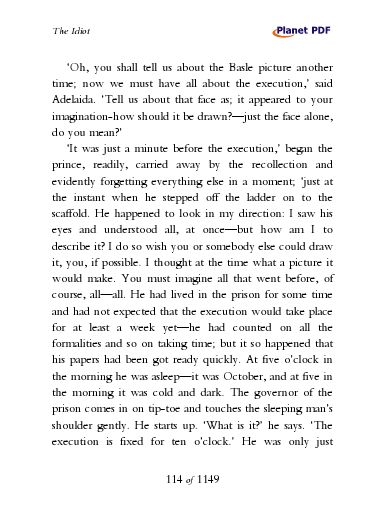 The Idiot
Planet PDF
'Oh, you shall tell us about the Basle picture another
time; now we must have all about the execution,' said
Adelaida. 'Tell us about that face as; it appeared to your
imagination-how should it be drawn?—just the face alone,
do you mean?'
'It was just a minute before the execution,' began the
prince, readily, carried away by the recollection and
evidently forgetting everything else in a moment; 'just at
the instant when he stepped off the ladder on to the
scaffold. He happened to look in my direction: I saw his
eyes and understood all, at once—but how am I to
describe it? I do so wish you or somebody else could draw
it, you, if possible. I thought at the time what a picture it
would make. You must imagine all that went before, of
course, all—all. He had lived in the prison for some time
and had not expected that the execution would take place
for at least a week yet—he had counted on all the
formalities and so on taking time; but it so happened that
his papers had been got ready quickly. At five o'clock in
the morning he was asleep—it was October, and at five in
the morning it was cold and dark. The governor of the
prison comes in on tip-toe and touches the sleeping man's
shoulder gently. He starts up. 'What is it?' he says. 'The
execution is fixed for ten o'clock.' He was only just
114 of 1149